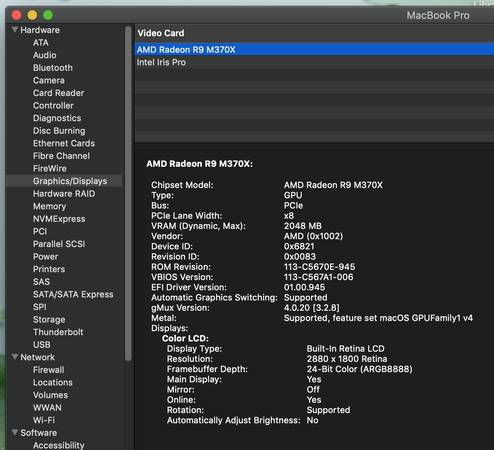 MacBook Pro
Hardware
ATA
Audio
Bluetooth
Camera
Card Reader
Controller
Diagnostics
Disc Burning
Ethernet Cards
Fibre Channel
FireWire
Graphics/Displays
Hardware RAID
Memory
NVMExpress
PCI
Parallel SCSI
Power
Printers
SAS
SATA/SATA Express
SPI
Storage
Thunderbolt
USB
Network
Firewall
Locations
Volumes
WWAN
Wi-Fi
Software
Accessibility
Video Card
AMD Radeon R9 M370X
Intel Iris Pro
AMD Radeon R9 M370X:
Chipset Model: AMD Radeon R9 M370X
Type: GPU
Bus: PCIe
PCIe Lane Width: x8
VRAM (Dynamic, Max): 2048 MB
Vendor: AMD (0x1002)
Device ID: 0x6821
Revision ID: 0x0083
ROM Revision: 113-C5670E-945
VBIOS Version: 113-C567A1-006
EFI Driver Version: 01.00.945
Automatic Graphics Switching: Supported
gMux Version: 4.0.20 [3.2.8]
Metal: Supported, feature set macOS GPUFamily1 v4
Displays:
Color LCD:
Display Type: Built-In Retina LCD
Resolution: 2880 x 1800 Retina
Framebuffer Depth: 24-Bit Color (ARGB8888)
Main Display: Yes
Mirror: Off
Online: Yes
Rotation: Supported
Automatically Adjust Brightness: No